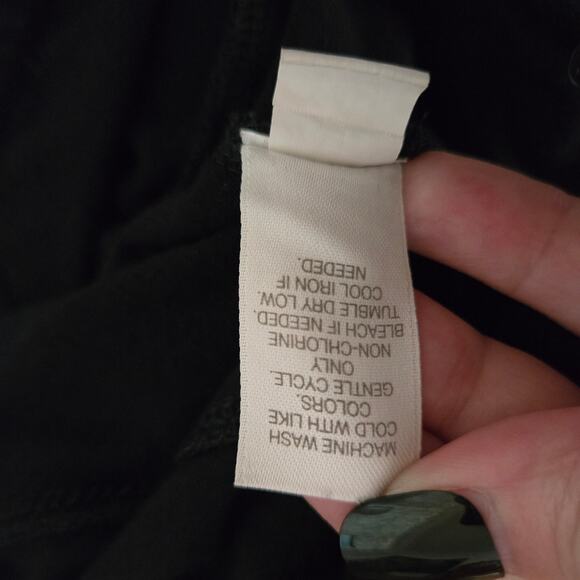 MACHINE WASH
COLD WITH LIKE
COLORS.
GENTLE CYCLE.
ONLY
NON-CHLORINE
BLEACH IF NEEDED.
TUMBLE DRY LOW.
COOL IRON IF
NEEDED.